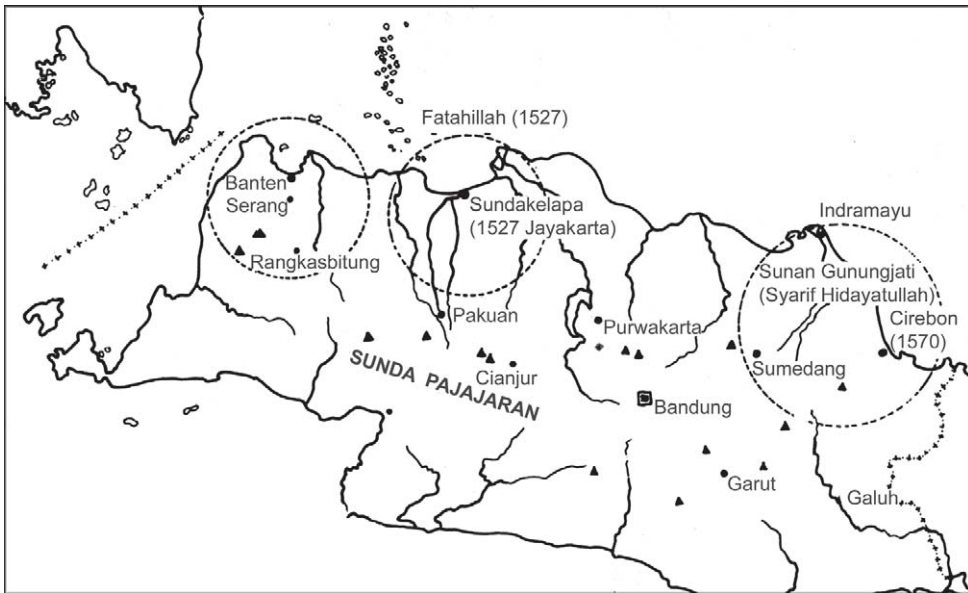 Fatahillah (1527)
Banten
Serang
Rangkasbitung
Sundakelapa
(1527 Jayakarta)
Indramayu
Sunan Gunungjati
(Syarif Hidayatullah)
Cirebon
(1570)
Pakuan
Purwakarta
Sumedang
Cianjur
SUNDA PAJAJARAN
Bandung
Garut
Galuh